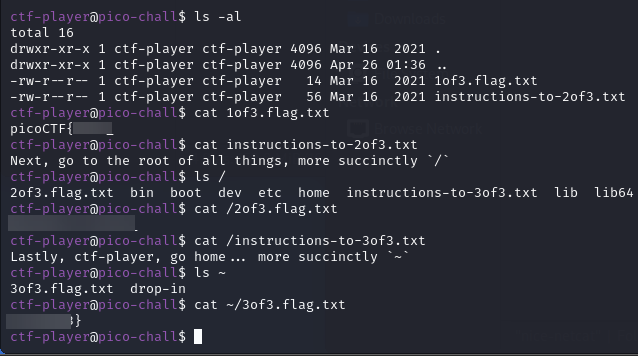 ctf-player@pico-chall$ ls -al
total 16
drwxr-xr-x 1 ctf-player ctf-player 4096 Mar 16  2021 .
drwxr-xr-x 1 ctf-player ctf-player 4096 Apr 26 01:36 ..
-rw-r--r-- 1 ctf-player ctf-player   14 Mar 16  2021 1of3.flag.txt
-rw-r--r-- 1 ctf-player ctf-player   56 Mar 16  2021 instructions-to-2of3.txt
ctf-player@pico-chall$ cat 1of3.flag.txt
picoCTF{
ctf-player@pico-chall$ cat instructions-to-2of3.txt
Next, go to the root of all things, more succinctly `/`
ctf-player@pico-chall$ ls /
2of3.flag.txt  bin  boot  dev  etc  home  instructions-to-3of3.txt  lib  lib64
ctf-player@pico-chall$ cat /2of3.flag.txt
ctf-player@pico-chall$ cat /instructions-to-3of3.txt
Lastly, ctf-player, go home... more succinctly `~`
ctf-player@pico-chall$ ls ~
3of3.flag.txt  drop-in
ctf-player@pico-chall$ cat ~/3of3.flag.txt
}
ctf-player@pico-chall$